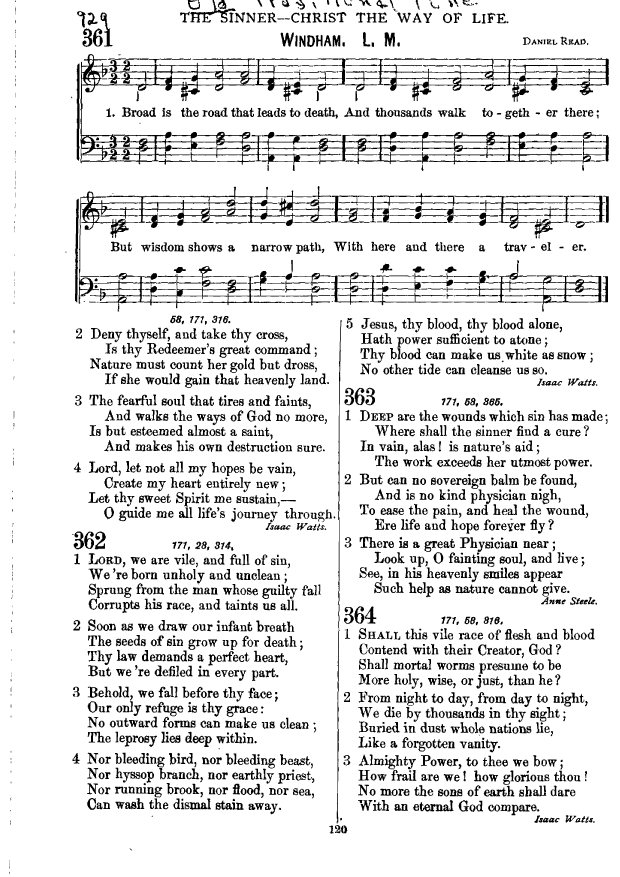 929 Old Traditional Tune
THE SINNER—CHRIST THE WAY OF LIFE.
361 WINDHAM. L. M. DANIEL READ.
1. Broad is the road that leads to death, And thousands walk to - geth - er there;
But wisdom shows a narrow path, With here and there a trav - el - er.
58, 171, 316.
2 Deny thyself, and take thy cross,
Is thy Redeemer's great command;
Nature must count her gold but dross,
If she would gain that heavenly land.
3 The fearful soul that tires and faints,
And walks the ways of God no more,
Is but esteemed almost a saint,
And makes his own destruction sure.
4 Lord, let not all my hopes be vain,
Create my heart entirely new;
Let thy sweet Spirit me sustain,—
O guide me all life's journey through.
Isaac Watts.
362 171, 28, 314,
1 LORD, we are vile, and full of sin,
We're born unholy and unclean;
Sprung from the man whose guilty fall
Corrupts his race, and taints us all.
2 Soon as we draw our infant breath
The seeds of sin grow up for death;
Thy law demands a perfect heart,
But we're defiled in every part.
3 Behold, we fall before thy face;
Our only refuge is thy grace:
No outward forms can make us clean;
The leprosy lies deep within.
4 Nor bleeding bird, nor bleeding beast,
Nor hyssop branch, nor earthly priest,
Nor running brook, nor flood, nor sea,
Can wash the dismal stain away.
5 Jesus, thy blood, thy blood alone,
Hath power sufficient to atone;
Thy blood can make us white as snow;
No other tide can cleanse us so.
Isaac Watts.
363 171, 58, 365.
1 DEEP are the wounds which sin has made;
Where shall the sinner find a cure?
In vain, alas! is nature's aid;
The work exceeds her utmost power.
2 But can no sovereign balm be found,
And is no kind physician nigh,
To ease the pain, and heal the wound,
Ere life and hope forever fly?
3 There is a great Physician near;
Look up, O fainting soul, and live;
See, in his heavenly smiles appear
Such help as nature cannot give.
Anne Steele.
364 171, 58, 316,
1 SHALL this vile race of flesh and blood
Contend with their Creator, God?
Shall mortal worms presume to be
More holy, wise, or just, than he?
2 From night to day, from day to night,
We die by thousands in thy sight;
Buried in dust whole nations lie,
Like a forgotten vanity.
3 Almighty Power, to thee we bow;
How frail are we! how glorious thou!
No more the sons of earth shall dare
With an eternal God compare.
Isaac Watts.
120